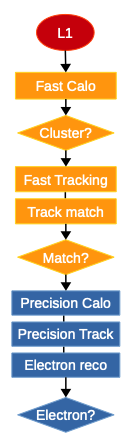 L1
Fast Calo
Cluster?
Fast Tracking
Track match
Match?
Precision Calo
Precision Track
Electron reco
Electron?